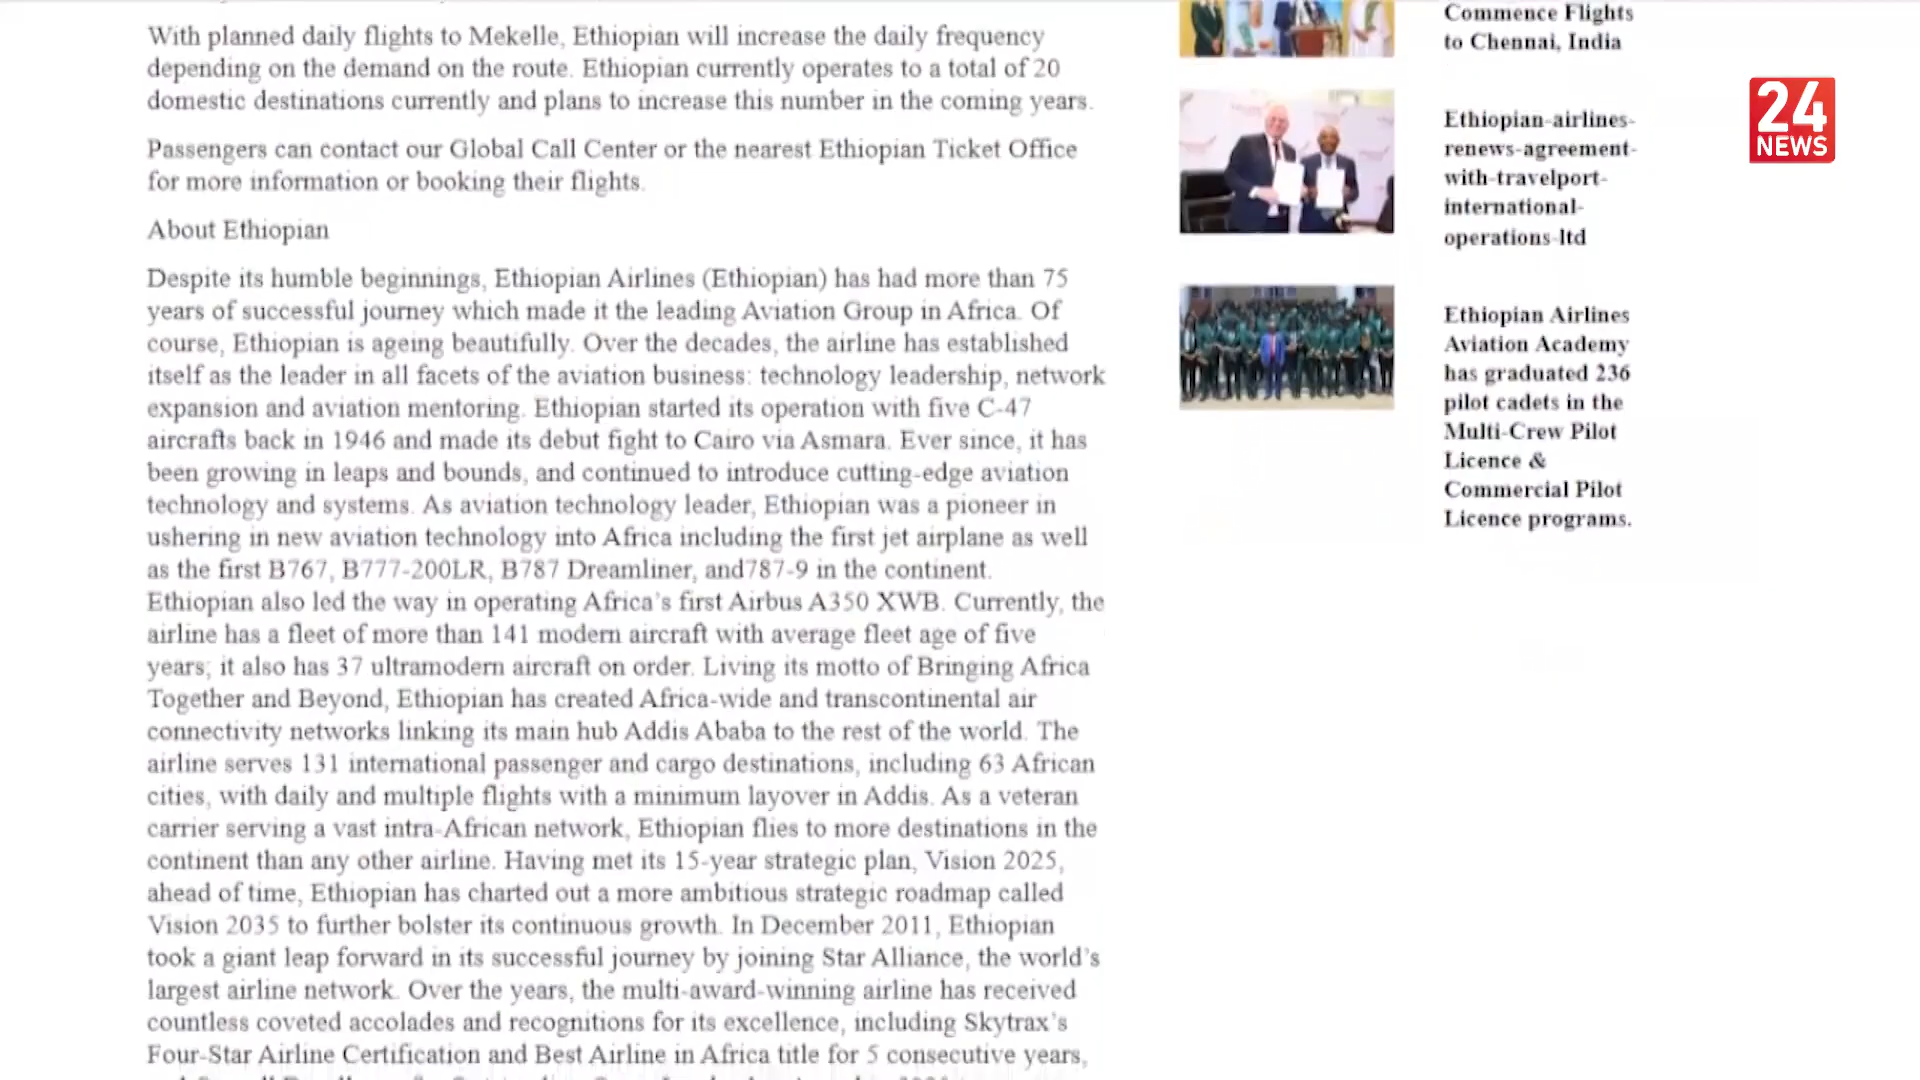 With planned daily flights to Mekelle, Ethiopian will increase the daily frequency
depending on the demand on the route. Ethiopian currently operates to a total of 20
domestic destinations currently and plans to increase this number in the coming years.
Passengers can contact our Global Call Center or the nearest Ethiopian Ticket Office
for more information or booking their flights.
About Ethiopian
Despite its humble beginnings, Ethiopian Airlines (Ethiopian) has had more than 75
years of successful journey which made it the leading Aviation Group in Africa. Of
course, Ethiopian is ageing beautifully. Over the decades, the airline has established
itself as the leader in all facets of the aviation business: technology leadership, network
expansion and aviation mentoring. Ethiopian started its operation with five C-47
aircrafts back in 1946 and made its debut fight to Cairo via Asmara. Ever since, it has
been growing in leaps and bounds, and continued to introduce cutting-edge aviation
technology and systems. As aviation technology leader, Ethiopian was a pioneer in
ushering in new aviation technology into Africa including the first jet airplane as well
as the first B767, B777-200LR, B787 Dreamliner, and787-9 in the continent.
Ethiopian also led the way in operating Africa's first Airbus A350 XWB. Currently, the
airline has a fleet of more than 141 modern aircraft with average fleet age of five
years; it also has 37 ultramodern aircraft on order. Living its motto of Bringing Africa
Together and Beyond, Ethiopian has created Africa-wide and transcontinental air
connectivity networks linking its main hub Addis Ababa to the rest of the world. The
airline serves 131 international passenger and cargo destinations, including 63 African
cities, with daily and multiple flights with a minimum layover in Addis. As a veteran
carrier serving a vast intra-African network, Ethiopian flies to more destinations in the
continent than any other airline. Having met its 15-year strategic plan, Vision 2025,
ahead of time, Ethiopian has charted out a more ambitious strategic roadmap called
Vision 2035 to further bolster its continuous growth. In December 2011, Ethiopian
took a giant leap forward in its successful journey by joining Star Alliance, the world's
largest airline network. Over the years, the multi-award-winning airline has received
countless coveted accolades and recognitions for its excellence, including Skytrax's
Four-Star Airline Certification and Best Airline in Africa title for 5 consecutive years,
Commence Flights
to Chennai, India
Ethiopian-airlines-
renews-agreement-
with-travelport-
international-
operations-ltd
Ethiopian Airlines
Aviation Academy
has graduated 236
pilot cadets in the
Multi-Crew Pilot
Licence &
Commercial Pilot
Licence programs.
24
NEWS